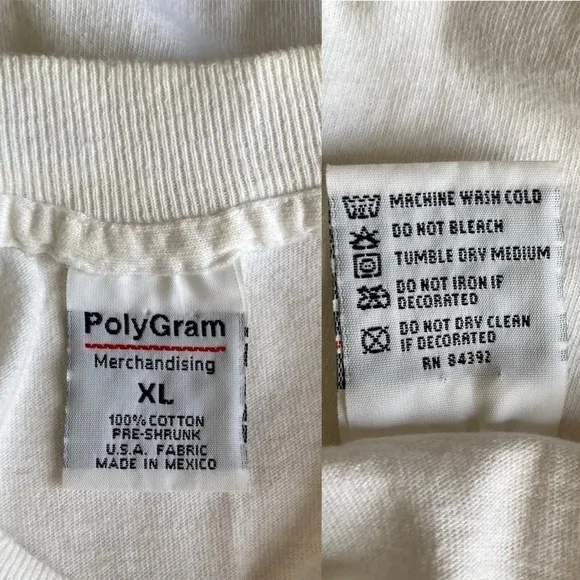 PolyGram
Merchandising
XL
100% COTTON
PRE-SHRUNK
U.S.A. FABRIC
MADE IN MEXICO
MACHINE WASH COLD
DO NOT BLEACH
TUMBLE DRY MEDIUM
DO NOT IRON IF
DECORATED
DO NOT DRY CLEAN
IF DECORATED
RN 84392